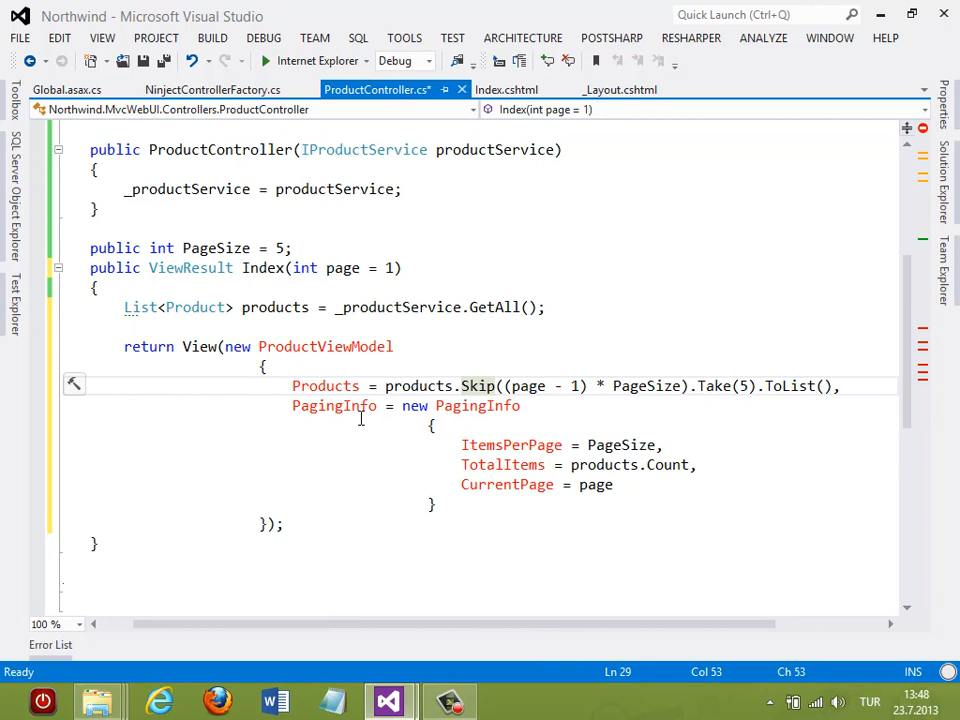 Northwind - Microsoft Visual Studio
Quick Launch (Ctrl+Q)
FILE EDIT VIEW PROJECT BUILD DEBUG TEAM SQL TOOLS TEST ARCHITECTURE POSTSHARP RESHARPER ANALYZE WINDOW HELP
Internet Explorer Debug
Global.asax.cs NinjectControllerFactory.cs ProductController.cs* Index.cshtml _Layout.cshtml
Northwind.MvcWebUI.Controllers.ProductController Index(int page = 1)
Toolbox
SQL Server Object Explorer
Test Explorer
Properties
Solution Explorer
Team Explorer
public ProductController(IProductService productService)
{
_productService = productService;
}
public int PageSize = 5;
public ViewResult Index(int page = 1)
{
List<Product> products = _productService.GetAll();
return View(new ProductViewModel
{
Products = products.Skip((page - 1) * PageSize).Take(5).ToList(),
PagingInfo = new PagingInfo
{
ItemsPerPage = PageSize,
TotalItems = products.Count,
CurrentPage = page
}
});
}
100 %
Error List
Ready Ln 29 Col 53 Ch 53 INS
TUR 13:48
23.7.2013